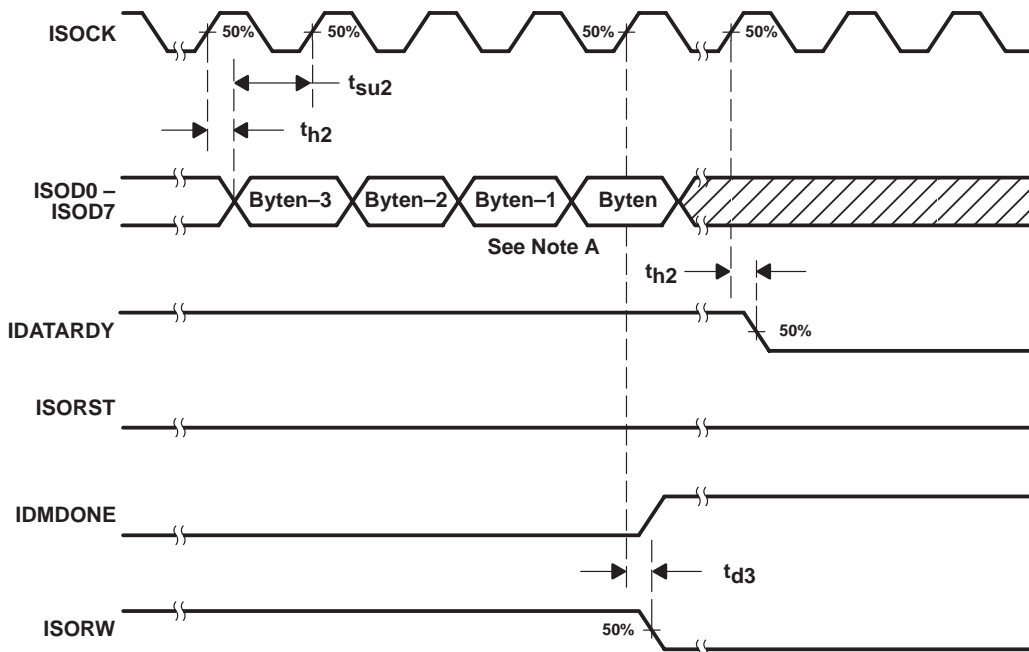 ISOCK
50%
50%
50%
50%
tsu2
th2
ISOD0 –
ISOD7
Byten–3
Byten–2
Byten–1
Byten
See Note A
th2
IDATARDY
50%
ISORST
IDMDONE
td3
ISORW
50%